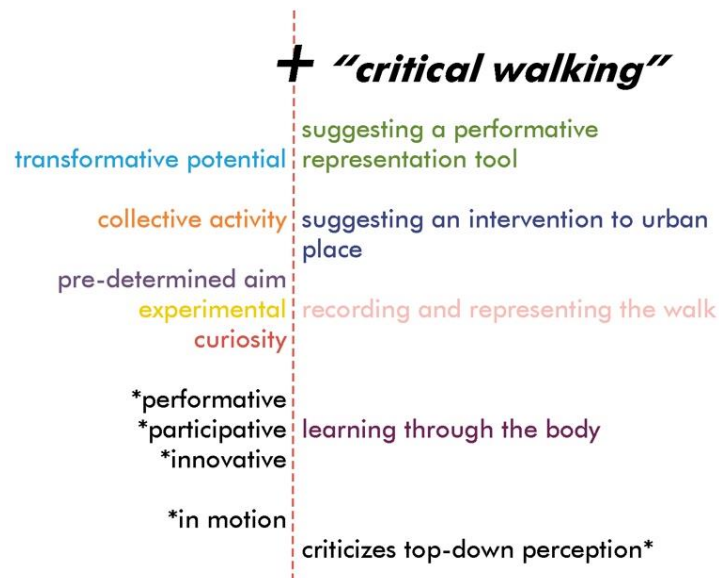 + “critical walking”
suggesting a performative
transformative potential
representation tool
collective activity
suggesting an intervention to urban
place
pre-determined aim
experimental
recording and representing the walk
curiosity
*performative
*participative
learning through the body
*innovative
*in motion
criticizes top-down perception*